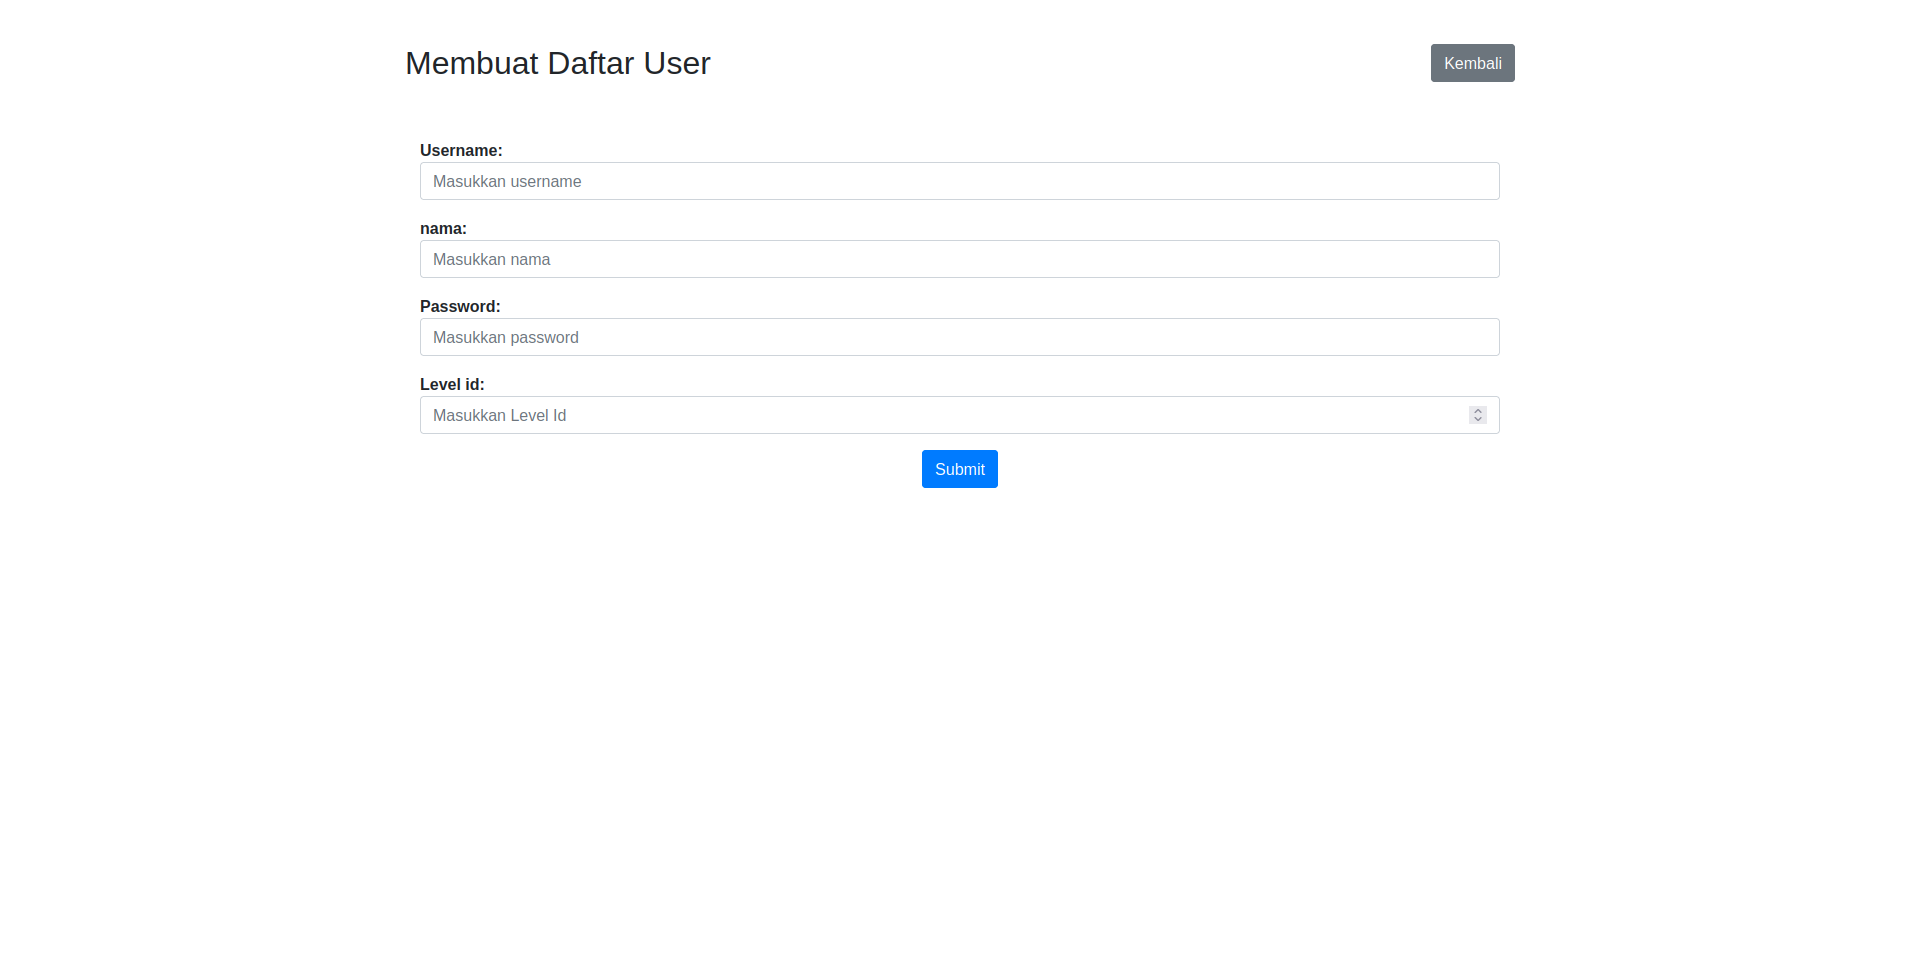 Membuat Daftar User
Kembali
Username:
Masukkan username
nama:
Masukkan nama
Password:
Masukkan password
Level id:
Masukkan Level Id
Submit